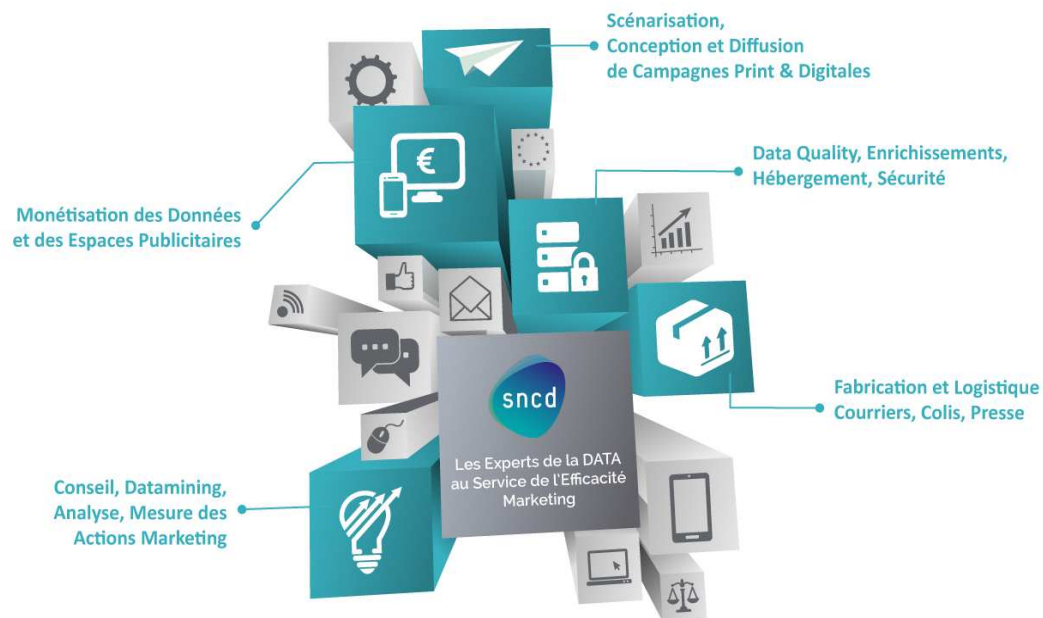 Scénarisation,
Conception et Diffusion
de Campagnes Print & Digitales
Data Quality, Enrichissements,
Hébergement, Sécurité
Monétisation des Données
et des Espaces Publicitaires
€
Fabrication et Logistique
Courriers, Colis, Presse
sncd
Les Experts de la DATA
au Service de l'Efficacité
Marketing
Conseil, Datamining,
Analyse, Mesure des
Actions Marketing